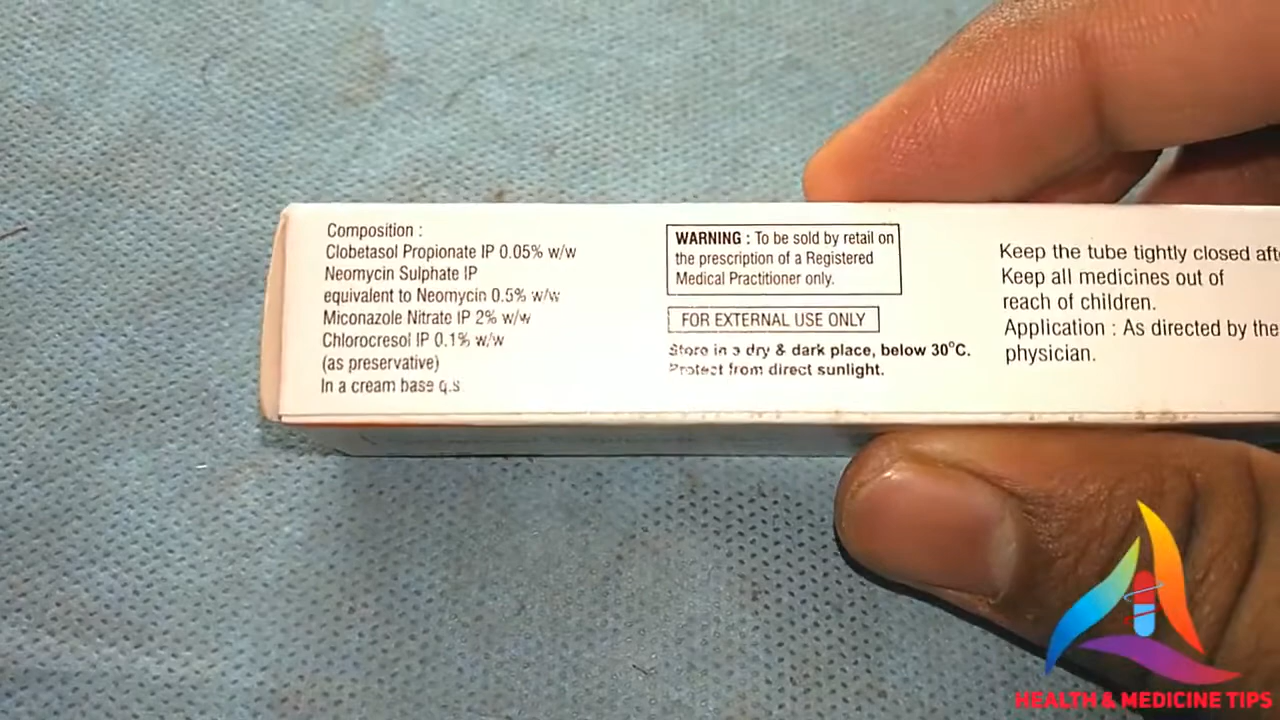 Composition :
Clobetasol Propionate IP 0.05% w/w
Neomycin Sulphate IP
equivalent to Neomycin 0.5% w/w
Miconazole Nitrate IP 2% w/w
Chlorocresol IP 0.1% w/w
(as preservative)
In a cream base q.s
WARNING : To be sold by retail on
the prescription of a Registered
Medical Practitioner only.
FOR EXTERNAL USE ONLY
Store in a dry & dark place, below 30°C.
Protect from direct sunlight.
Keep the tube tightly closed afte
Keep all medicines out of
reach of children.
Application : As directed by the
physician.
HEALTH & MEDICINE TIPS